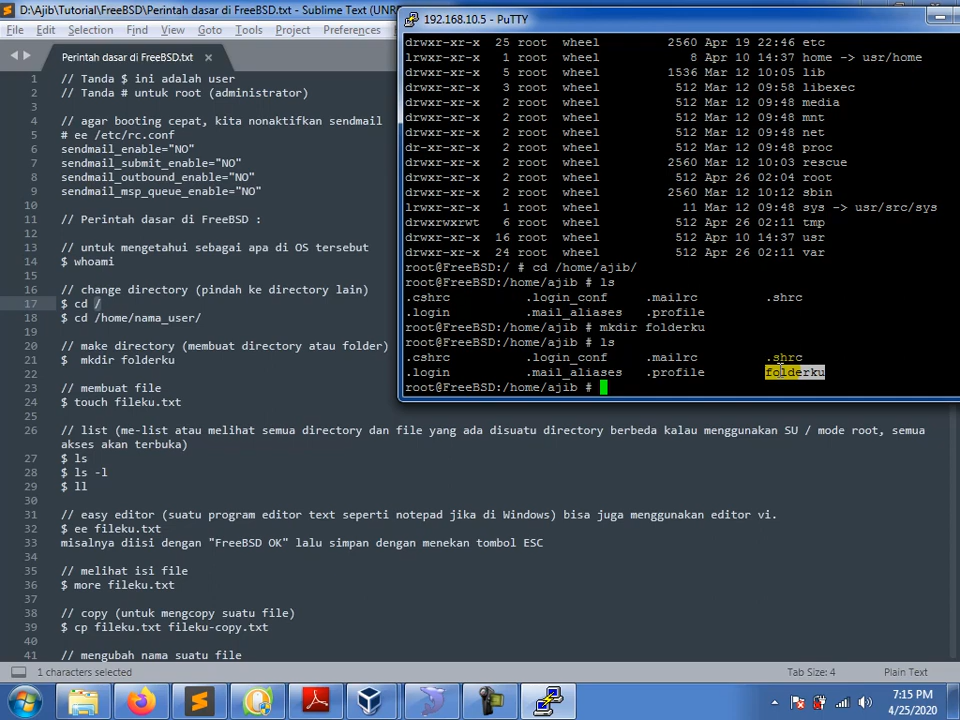 D:\Ajib\Tutorial\FreeBSD\Perintah dasar di FreeBSD.txt - Sublime Text (UNRE
File Edit Selection Find View Goto Tools Project Preferences
Perintah dasar di FreeBSD.txt ×
1 // Tanda $ ini adalah user
2 // Tanda # untuk root (administrator)
3
4 // agar booting cepat, kita nonaktifkan sendmail
5 # ee /etc/rc.conf
6 sendmail_enable="NO"
7 sendmail_submit_enable="NO"
8 sendmail_outbound_enable="NO"
9 sendmail_msp_queue_enable="NO"
10
11 // Perintah dasar di FreeBSD :
12
13 // untuk mengetahui sebagai apa di OS tersebut
14 $ whoami
15
16 // change directory (pindah ke directory lain)
17 $ cd /
18 $ cd /home/nama_user/
19
20 // make directory (membuat directory atau folder)
21 $  mkdir folderku
22
23 // membuat file
24 $ touch fileku.txt
25
26 // list (me-list atau melihat semua directory dan file yang ada disuatu directory berbeda kalau menggunakan SU / mode root, semua
akses akan terbuka)
27 $ ls
28 $ ls -l
29 $ ll
30
31 // easy editor (suatu program editor text seperti notepad jika di Windows) bisa juga menggunakan editor vi.
32 $ ee fileku.txt
33 misalnya diisi dengan "FreeBSD OK" lalu simpan dengan menekan tombol ESC
34
35 // melihat isi file
36 $ more fileku.txt
37
38 // copy (untuk mengcopy suatu file)
39 $ cp fileku.txt fileku-copy.txt
40
41 // mengubah nama suatu file
192.168.10.5 - PuTTY
drwxr-xr-x 25 root wheel 2560 Apr 19 22:46 etc
lrwxr-xr-x 1 root wheel 8 Apr 10 14:37 home -> usr/home
drwxr-xr-x 5 root wheel 1536 Mar 12 10:05 lib
drwxr-xr-x 3 root wheel 512 Mar 12 09:58 libexec
drwxr-xr-x 2 root wheel 512 Mar 12 09:48 media
drwxr-xr-x 2 root wheel 512 Mar 12 09:48 mnt
drwxr-xr-x 2 root wheel 512 Mar 12 09:48 net
dr-xr-xr-x 2 root wheel 512 Mar 12 09:48 proc
drwxr-xr-x 2 root wheel 2560 Mar 12 10:03 rescue
drwxr-xr-x 2 root wheel 512 Apr 26 02:04 root
drwxr-xr-x 2 root wheel 2560 Mar 12 10:12 sbin
lrwxr-xr-x 1 root wheel 11 Mar 12 09:48 sys -> usr/src/sys
drwxrwxrwt 6 root wheel 512 Apr 26 02:11 tmp
drwxr-xr-x 16 root wheel 512 Apr 10 14:37 usr
drwxr-xr-x 24 root wheel 512 Apr 26 02:11 var
root@FreeBSD:/ # cd /home/ajib/
root@FreeBSD:/home/ajib # ls
.cshrc .login_conf .mailrc .shrc
.login .mail_aliases .profile
root@FreeBSD:/home/ajib # mkdir folderku
root@FreeBSD:/home/ajib # ls
.cshrc .login_conf .mailrc .shrc
.login .mail_aliases .profile folderku
root@FreeBSD:/home/ajib #
1 characters selected Tab Size: 4 Plain Text
7:15 PM
4/25/2020